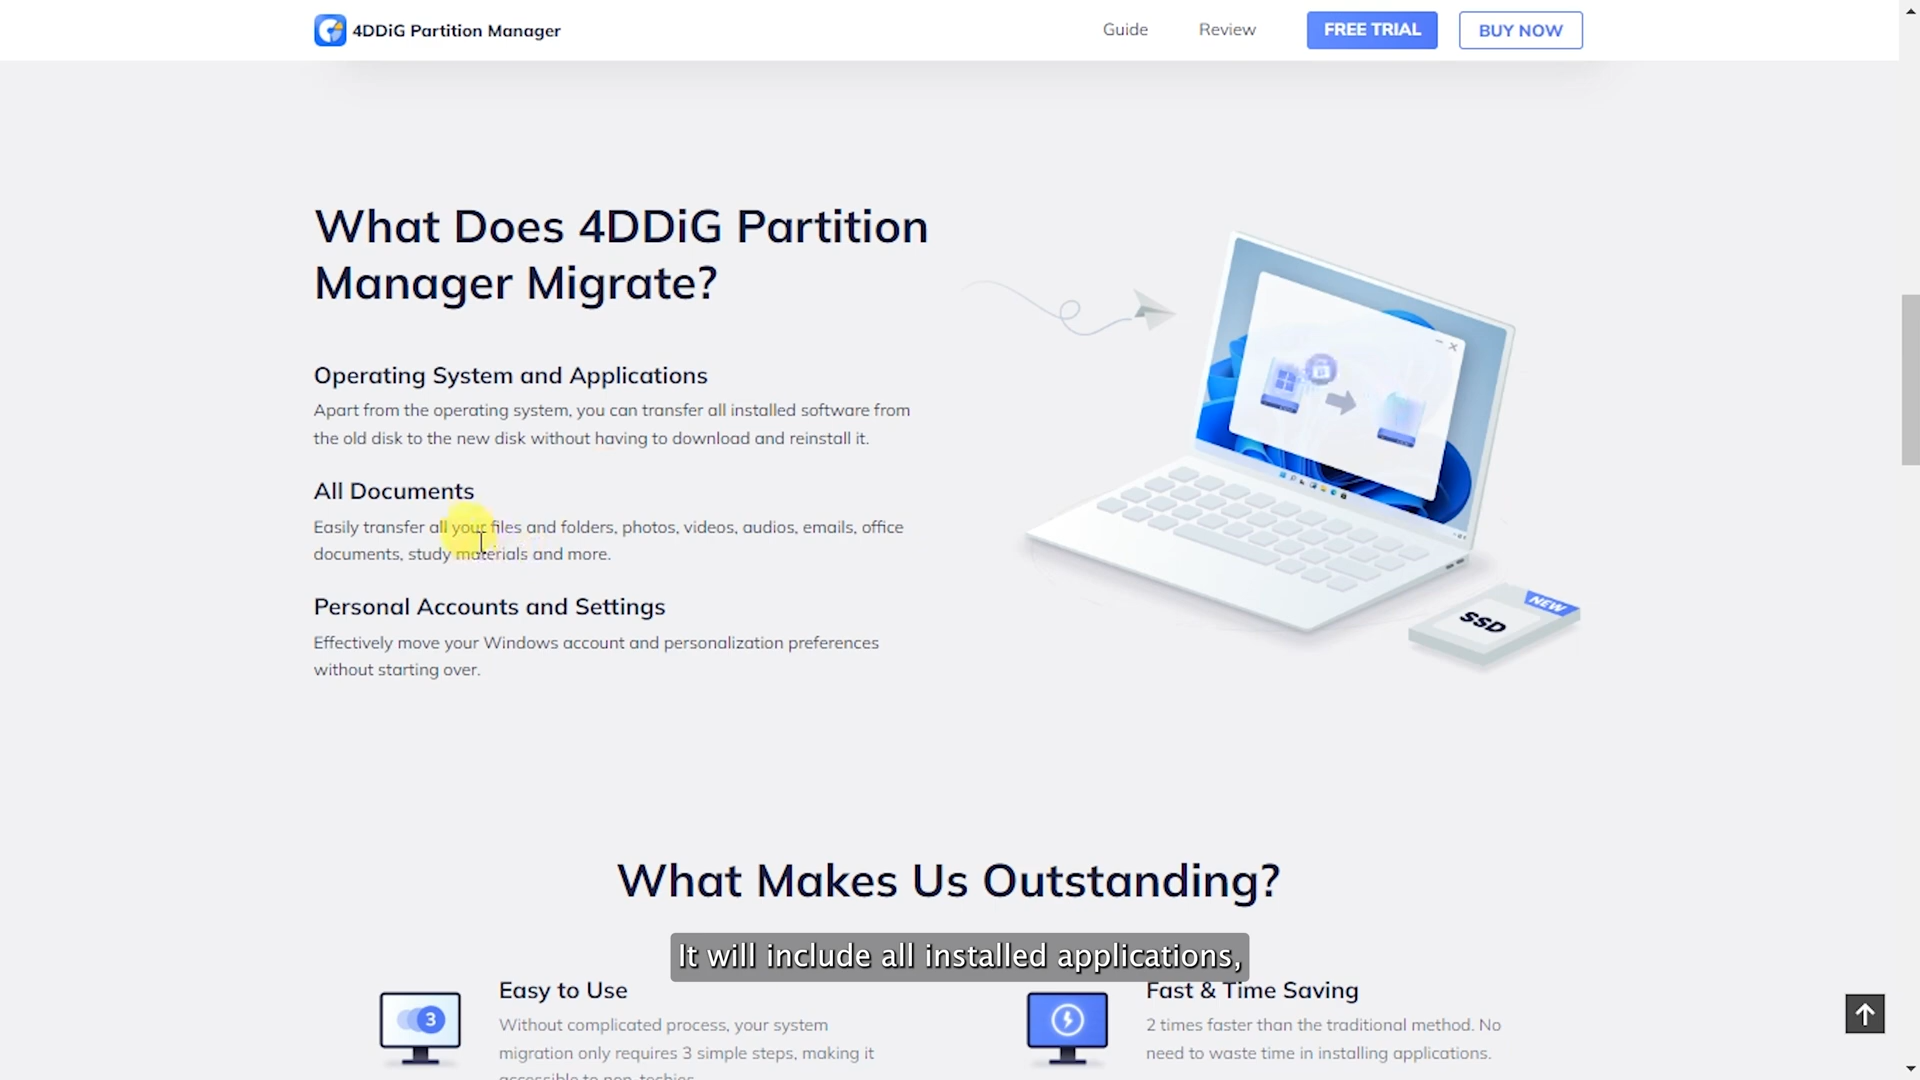 4DDiG Partition Manager
Guide
Review
FREE TRIAL
BUY NOW
What Does 4DDiG Partition
Manager Migrate?
Operating System and Applications
Apart from the operating system, you can transfer all installed software from
the old disk to the new disk without having to download and reinstall it.
All Documents
Easily transfer all your files and folders, photos, videos, audios, emails, office
documents, study materials and more.
Personal Accounts and Settings
Effectively move your Windows account and personalization preferences
without starting over.
NEW
SSD
What Makes Us Outstanding?
It will include all installed applications,
3
Easy to Use
Without complicated process, your system
migration only requires 3 simple steps, making it
accessible to non-techies
Fast & Time Saving
2 times faster than the traditional method. No
need to waste time in installing applications.